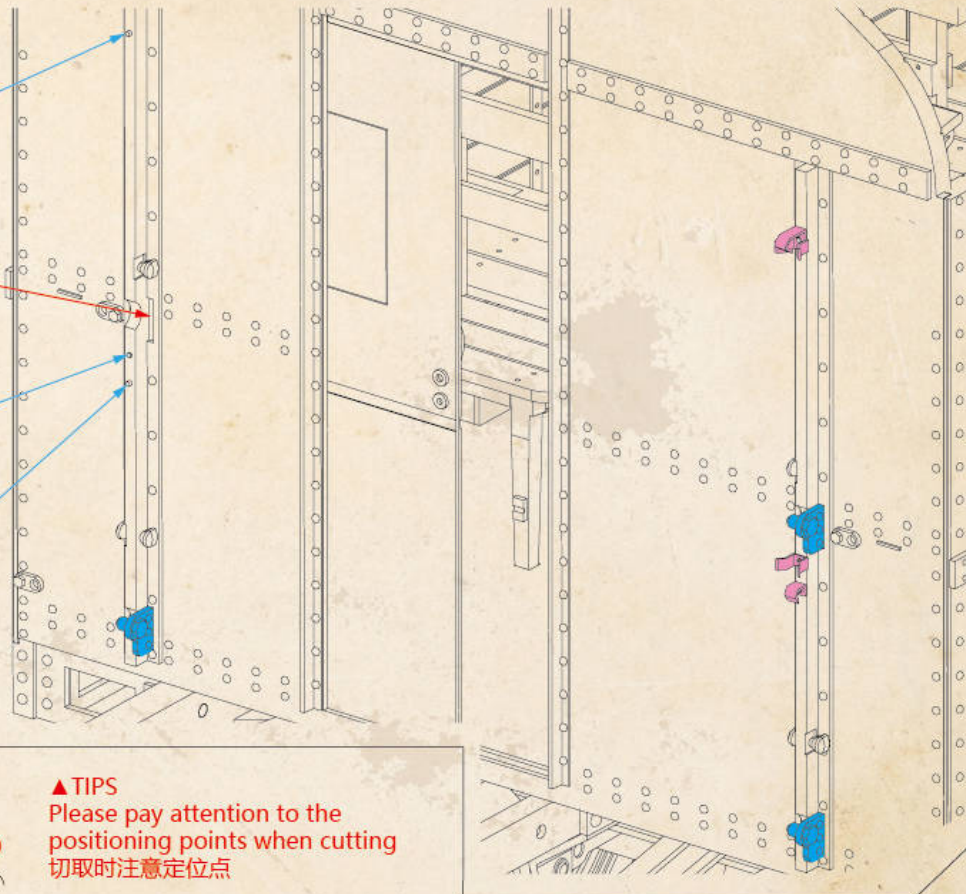 ▲TIPS
Please pay attention to the
positioning points when cutting
切取时注意定位点